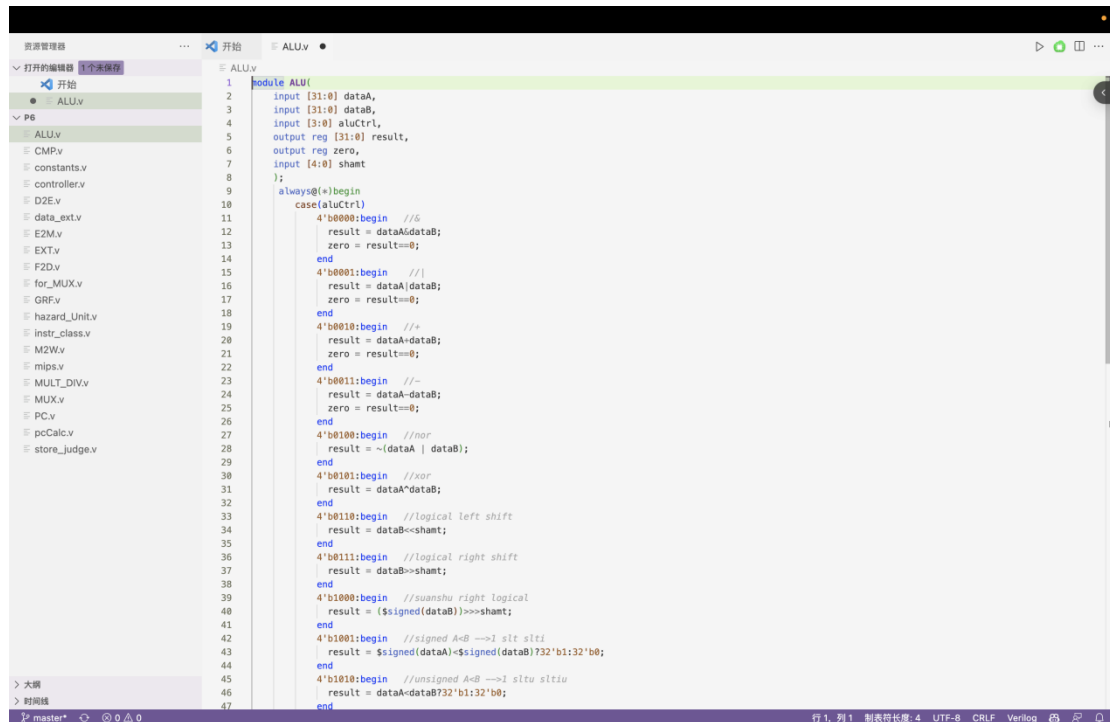 资源管理器
打开的编辑器 1个未保存
开始
ALU.v
P6
ALU.v
CMP.v
constants.v
controller.v
D2E.v
data_ext.v
E2M.v
EXT.v
F2D.v
for_MUX.v
GRF.v
hazard_Unit.v
instr_class.v
M2W.v
mips.v
MULT_DIV.v
MUX.v
PC.v
pcCalc.v
store_judge.v
大纲
时间线
开始 ALU.v
ALU.v
1 module ALU(
2 input [31:0] dataA,
3 input [31:0] dataB,
4 input [3:0] aluCtrl,
5 output reg [31:0] result,
6 output reg zero,
7 input [4:0] shamt
8 );
9 always@(*)begin
10 case(aluCtrl)
11 4'b0000:begin //&
12 result = dataA&dataB;
13 zero = result==0;
14 end
15 4'b0001:begin //|
16 result = dataA|dataB;
17 zero = result==0;
18 end
19 4'b0010:begin //+
20 result = dataA+dataB;
21 zero = result==0;
22 end
23 4'b0011:begin //-
24 result = dataA-dataB;
25 zero = result==0;
26 end
27 4'b0100:begin //nor
28 result = ~(dataA | dataB);
29 end
30 4'b0101:begin //xor
31 result = dataA^dataB;
32 end
33 4'b0110:begin //logical left shift
34 result = dataB<<shamt;
35 end
36 4'b0111:begin //logical right shift
37 result = dataB>>shamt;
38 end
39 4'b1000:begin //suanshu right logical
40 result = ($signed(dataB))>>>shamt;
41 end
42 4'b1001:begin //signed A<B -->1 slt slti
43 result = $signed(dataA)<$signed(dataB)?32'b1:32'b0;
44 end
45 4'b1010:begin //unsigned A<B -->1 sltu sltiu
46 result = dataA<dataB?32'b1:32'b0;
47 end
master* 0 0 行 1, 列 1 制表符长度: 4 UTF-8 CRLF Verilog